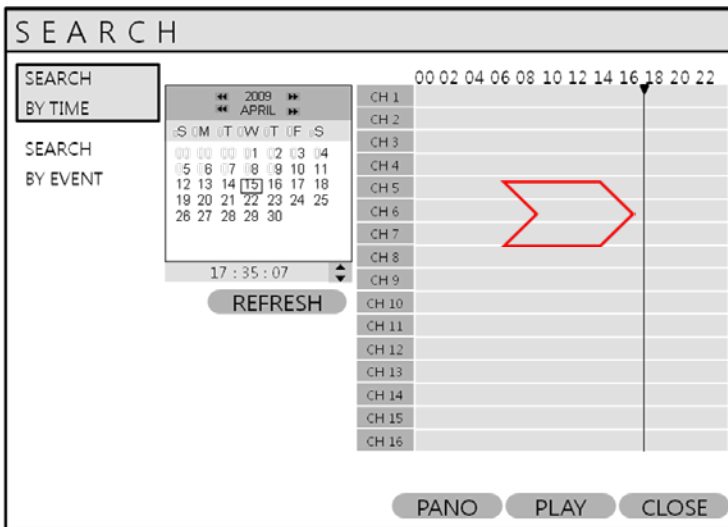 SEARCH
SEARCH
BY TIME
SEARCH
BY EVENT
2009
APRIL
S M T W T F S
00 00 00 01 02 03 04
05 06 07 08 09 10 11
12 13 14 15 16 17 18
19 20 21 22 23 24 25
26 27 28 29 30
17 : 35 : 07
REFRESH
00 02 04 06 08 10 12 14 16 18 20 22
CH 1
CH 2
CH 3
CH 4
CH 5
CH 6
CH 7
CH 8
CH 9
CH 10
CH 11
CH 12
CH 13
CH 14
CH 15
CH 16
PANO PLAY CLOSE